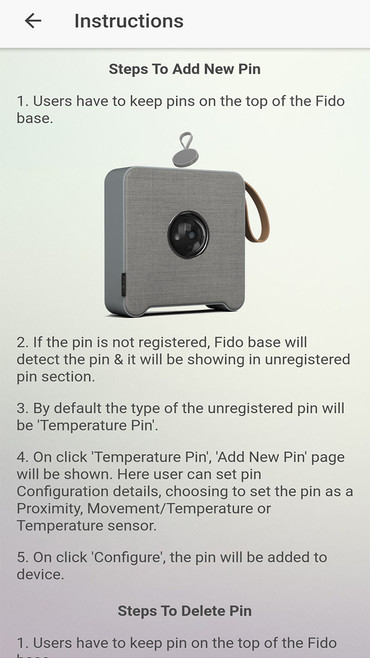 Instructions
Steps To Add New Pin
1. Users have to keep pins on the top of the Fido
base.
2. If the pin is not registered, Fido base will
detect the pin & it will be showing in unregistered
pin section.
3. By default the type of the unregistered pin will
be 'Temperature Pin'.
4. On click 'Temperature Pin', 'Add New Pin' page
will be shown. Here user can set pin
Configuration details, choosing to set the pin as a
Proximity, Movement/Temperature or
Temperature sensor.
5. On click 'Configure', the pin will be added to
device.
Steps To Delete Pin
1. Users have to keep pin on the top of the Fido
base.